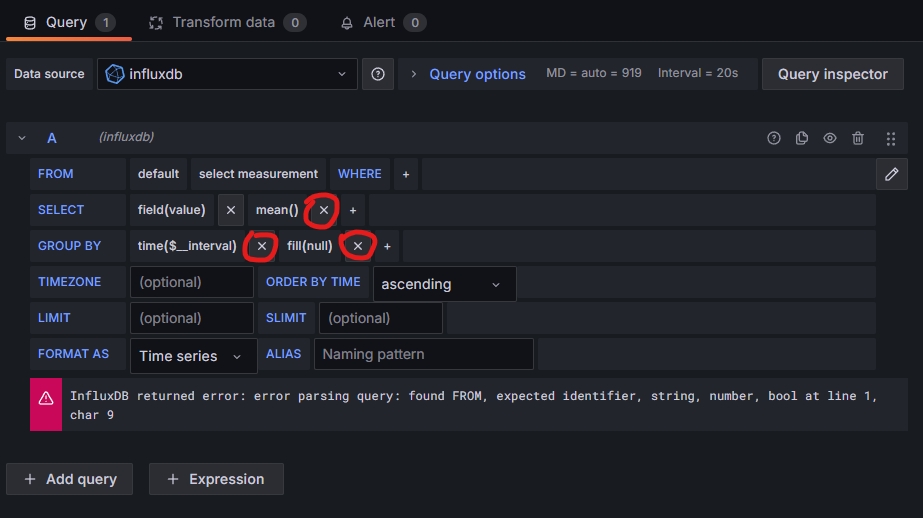 Query 1 Transform data 0 Alert 0
Data source influxdb Query options MD = auto = 919 Interval = 20s Query inspector
A (influxdb)
FROM default select measurement WHERE +
SELECT field(value) × mean() × +
GROUP BY time($__interval) × fill(null) × +
TIMEZONE (optional) ORDER BY TIME ascending
LIMIT (optional) SLIMIT (optional)
FORMAT AS Time series ALIAS Naming pattern
InfluxDB returned error: error parsing query: found FROM, expected identifier, string, number, bool at line 1,
char 9
+ Add query + Expression